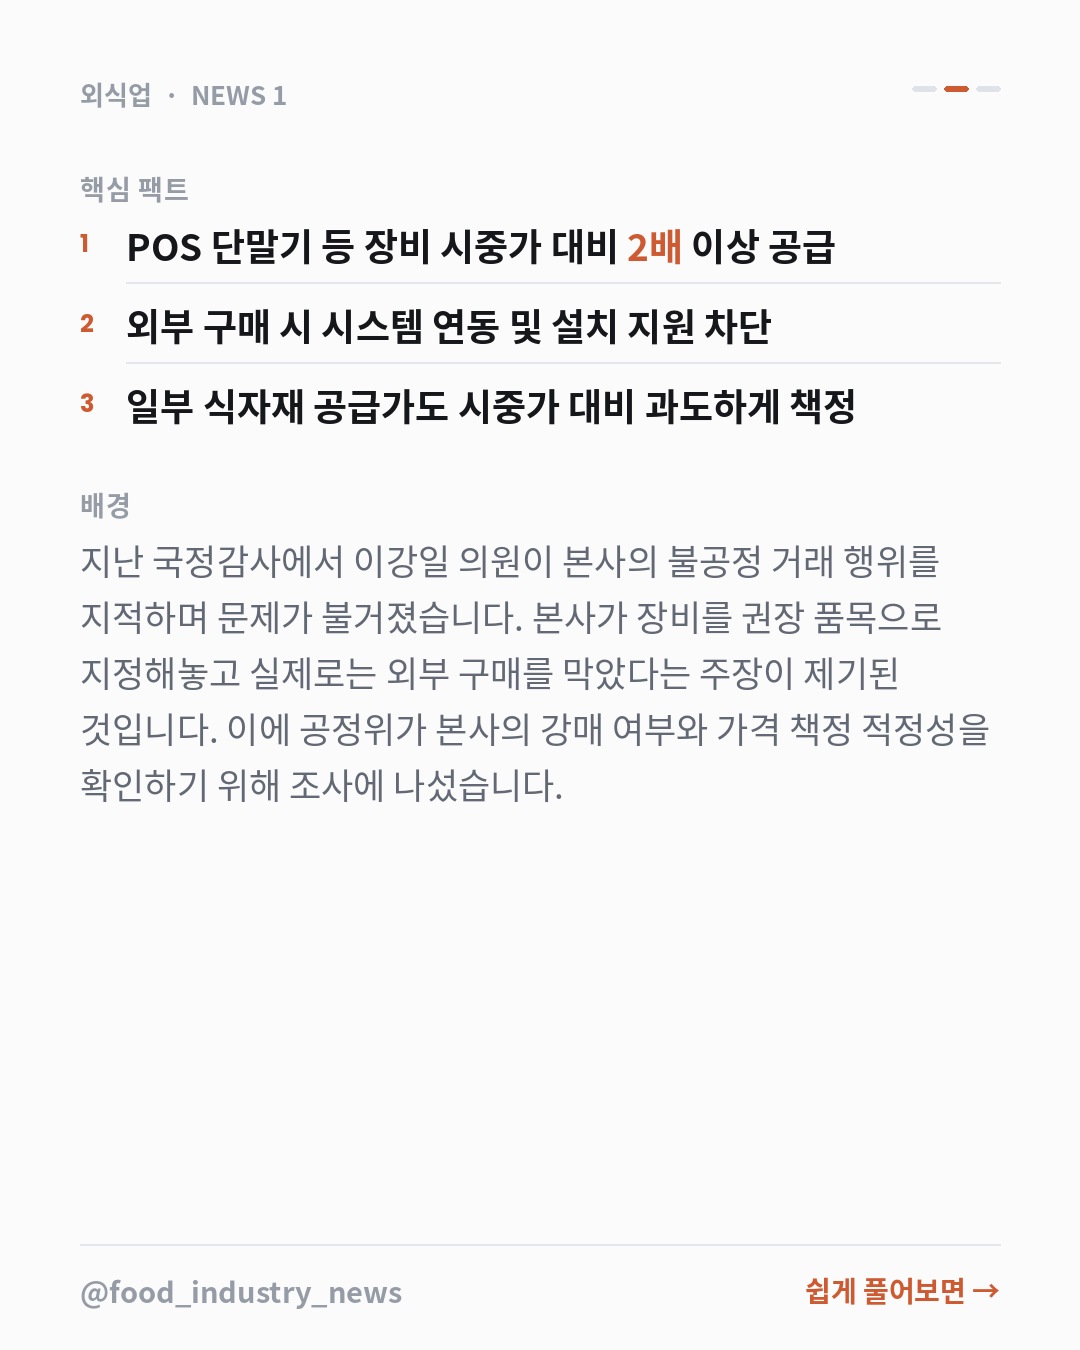 외식업 · NEWS 1
핵심 팩트
1 POS 단말기 등 장비 시중가 대비 2배 이상 공급
2 외부 구매 시 시스템 연동 및 설치 지원 차단
3 일부 식자재 공급가도 시중가 대비 과도하게 책정
배경
지난 국정감사에서 이강일 의원이 본사의 불공정 거래 행위를
지적하며 문제가 불거졌습니다. 본사가 장비를 권장 품목으로
지정해놓고 실제로는 외부 구매를 막았다는 주장이 제기된
것입니다. 이에 공정위가 본사의 강매 여부와 가격 책정 적정성을
확인하기 위해 조사에 나섰습니다.
@food_industry_news
쉽게 풀어보면 →